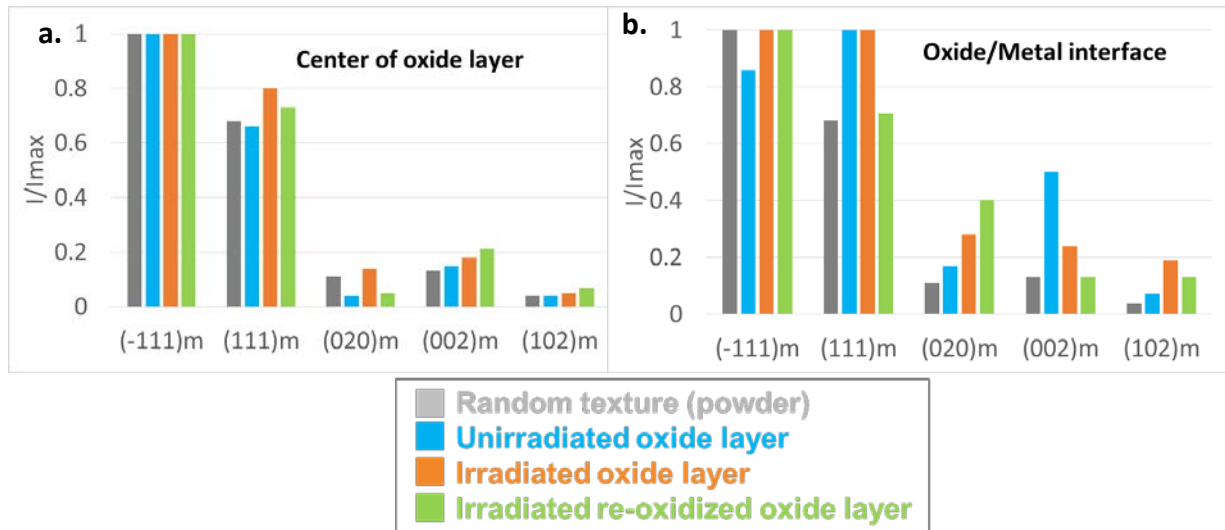 a.
Center of oxide layer
I/Imax
1
0.8
0.6
0.4
0.2
0
(-111)m (111)m (020)m (002)m (102)m
b.
Oxide/Metal interface
I/Imax
1
0.8
0.6
0.4
0.2
0
(-111)m (111)m (020)m (002)m (102)m
Random texture (powder)
Unirradiated oxide layer
Irradiated oxide layer
Irradiated re-oxidized oxide layer